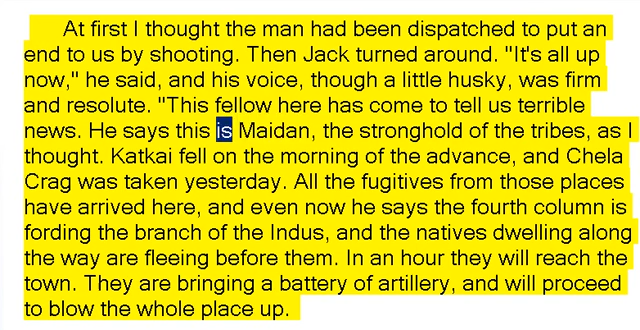 At first I thought the man had been dispatched to put an
end to us by shooting. Then Jack turned around. "It's all up
now," he said, and his voice, though a little husky, was firm
and resolute. "This fellow here has come to tell us terrible
news. He says this is Maidan, the stronghold of the tribes, as I
thought. Katkai fell on the morning of the advance, and Chela
Crag was taken yesterday. All the fugitives from those places
have arrived here, and even now he says the fourth column is
fording the branch of the Indus, and the natives dwelling along
the way are fleeing before them. In an hour they will reach the
town. They are bringing a battery of artillery, and will proceed
to blow the whole place up.